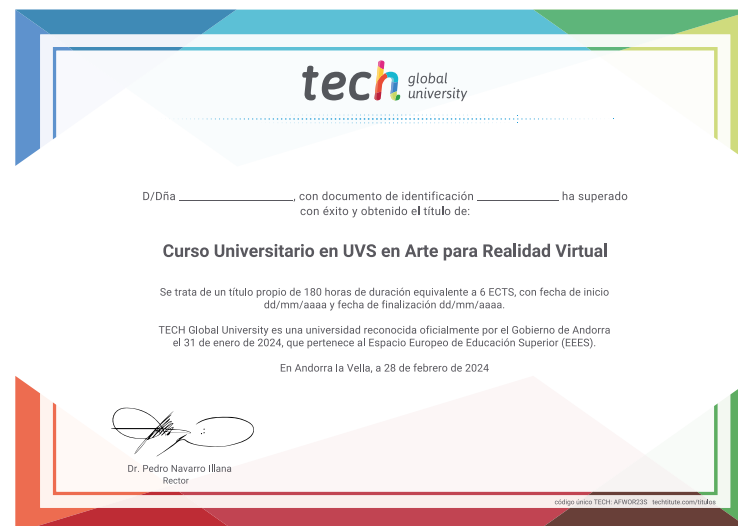 tech global university
D/Dña ____________________, con documento de identificación ______________ ha superado
con éxito y obtenido el título de:
Curso Universitario en UVS en Arte para Realidad Virtual
Se trata de un título propio de 180 horas de duración equivalente a 6 ECTS, con fecha de inicio
dd/mm/aaaa y fecha de finalización dd/mm/aaaa.
TECH Global University es una universidad reconocida oficialmente por el Gobierno de Andorra
el 31 de enero de 2024, que pertenece al Espacio Europeo de Educación Superior (EEES).
En Andorra la Vella, a 28 de febrero de 2024
Dr. Pedro Navarro Illana
Rector
código único TECH: AFWOR23S techtitute.com/titulos